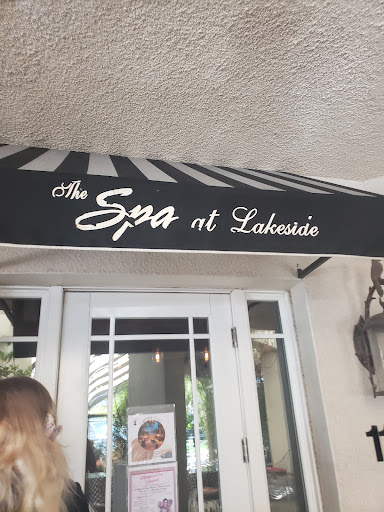 The Spa at Lakeside